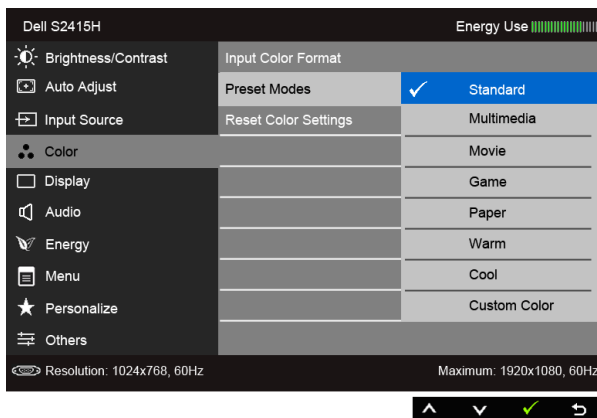 Dell S2415H Energy Use
Brightness/Contrast Input Color Format
Auto Adjust Preset Modes Standard
Input Source Reset Color Settings Multimedia
Color Movie
Display Game
Audio Paper
Energy Warm
Menu Cool
Personalize Custom Color
Others
Resolution: 1024x768, 60Hz Maximum: 1920x1080, 60Hz